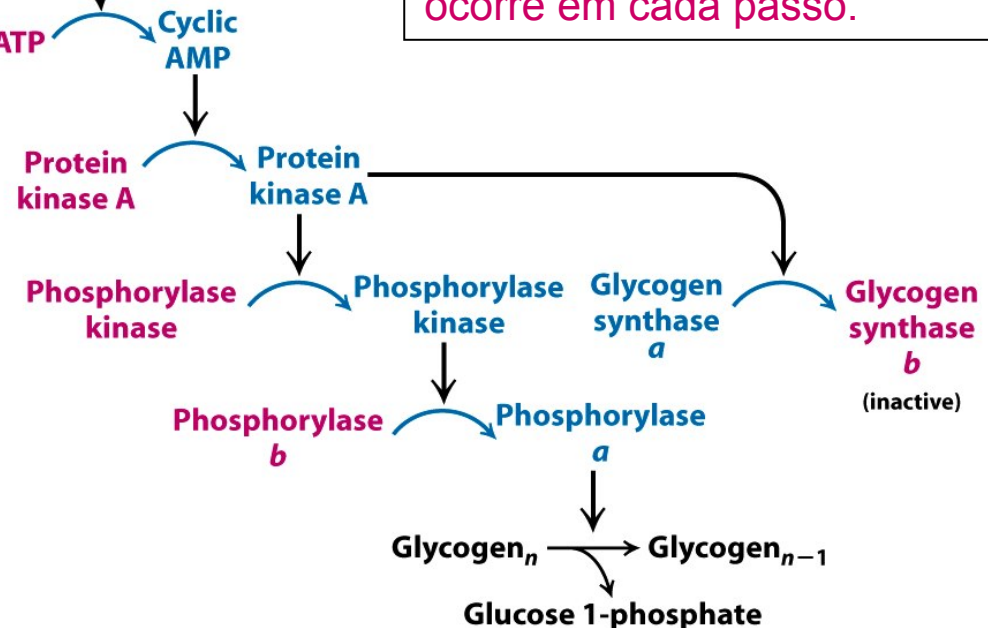 ocorre em cada passo.
ATP
Cyclic
AMP
Protein
kinase A
Protein
kinase A
Phosphorylase
kinase
Phosphorylase
kinase
Glycogen
synthase
a
Glycogen
synthase
b
(inactive)
Phosphorylase
b
Phosphorylase
a
Glycogenn
Glycogenn−1
Glucose 1-phosphate